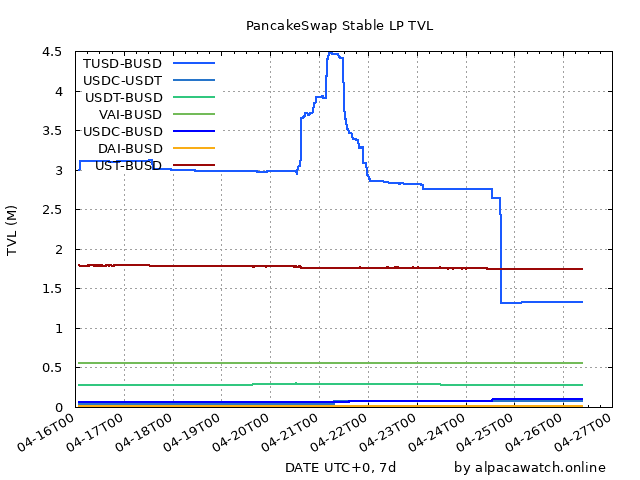 PancakeSwap Stable LP TVL
TVL (M)
4.5
4
3.5
3
2.5
2
1.5
1
0.5
0
TUSD-BUSD
USDC-USDT
USDT-BUSD
VAI-BUSD
USDC-BUSD
DAI-BUSD
UST-BUSD
04-16T00
04-17T00
04-18T00
04-19T00
04-20T00
04-21T00
04-22T00
04-23T00
04-24T00
04-25T00
04-26T00
04-27T00
DATE UTC+0, 7d
by alpacawatch.online